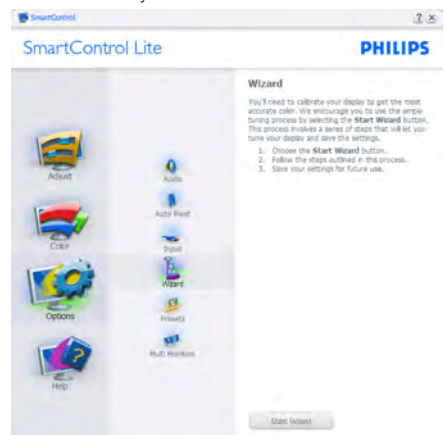 SmartControl
SmartControl Lite
PHILIPS
Wizard
You'll need to calibrate your display to get the most
accurate color. We encourage you to use the simple
tuning process by selecting the Start Wizard button.
This process involves a series of steps that will let you
tune your display and save the settings.
1. Choose the Start Wizard button.
2. Follow the steps outlined in this process.
3. Save your settings for future use.
Adjust
Color
Options
Help
Audio
Auto Pivot
Input
Wizard
Presets
Multi Monitors
Start Wizard